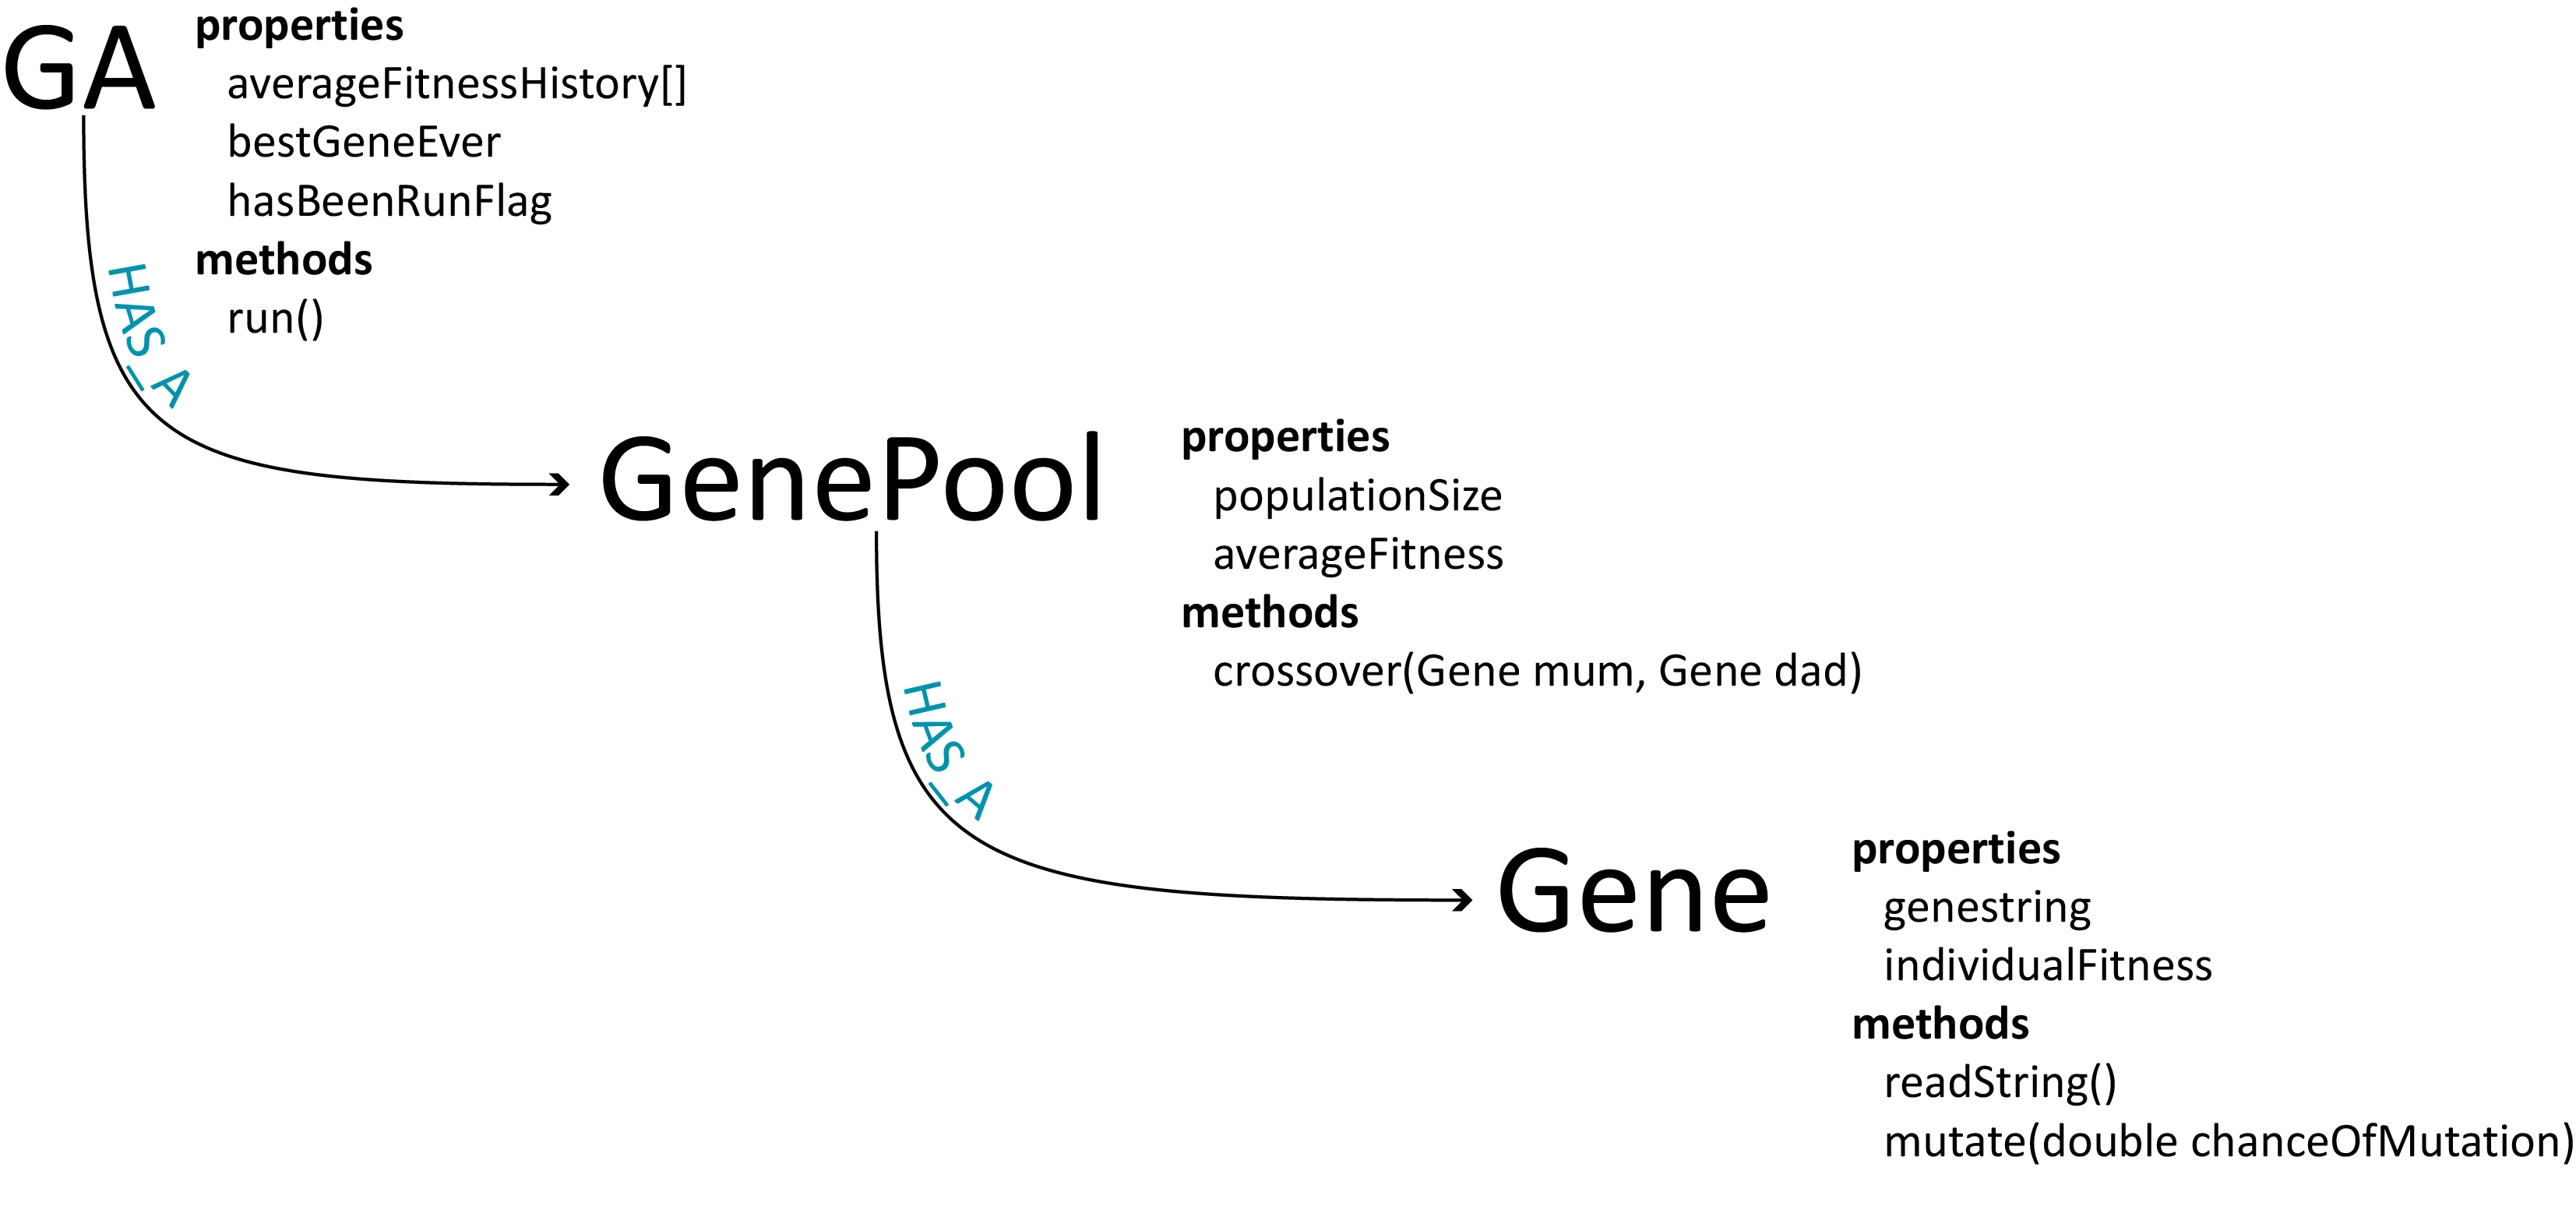 GA
properties
averageFitnessHistory[]
bestGeneEver
hasBeenRunFlag
methods
run()
HAS_A
GenePool
properties
populationSize
averageFitness
methods
crossover(Gene mum, Gene dad)
HAS_A
Gene
properties
genestring
individualFitness
methods
readString()
mutate(double chanceOfMutation)